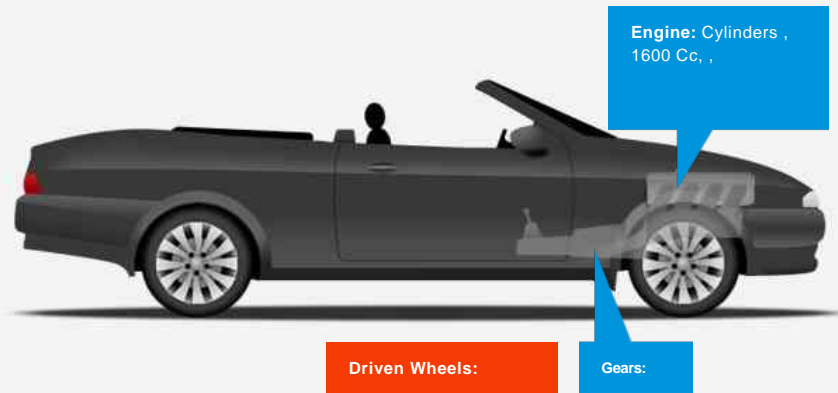 Engine: Cylinders ,
1600 Cc, ,
Driven Wheels:
Gears: